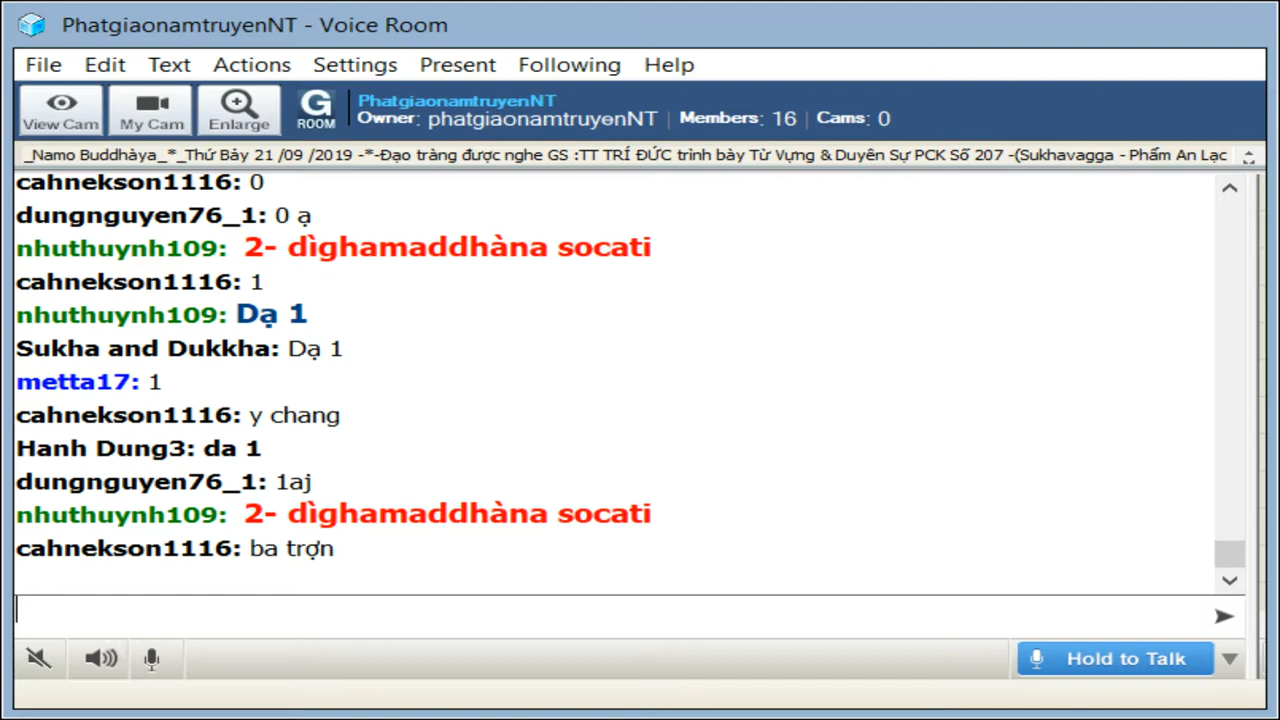 PhatgiaonamtruyenNT - Voice Room
File Edit Text Actions Settings Present Following Help
View Cam My Cam Enlarge G ROOM PhatgiaonamtruyenNT
Owner: phatgiaonamtruyenNT | Members: 16 | Cams: 0
_Namo Buddhàya_*_Thứ Bảy 21 /09 /2019 -*-Đạo tràng được nghe GS :TT TRÍ ĐỨC trình bày Từ Vựng & Duyên Sự PCK Số 207 -(Sukhavagga - Phẩm An Lạc
cahnekson1116: 0
dungnguyen76_1: 0 ạ
nhuthuynh109: 2- dìghamaddhàna socati
cahnekson1116: 1
nhuthuynh109: Dạ 1
Sukha and Dukkha: Dạ 1
metta17: 1
cahnekson1116: y chang
Hanh Dung3: da 1
dungnguyen76_1: 1aj
nhuthuynh109: 2- dìghamaddhàna socati
cahnekson1116: ba trợn
Hold to Talk